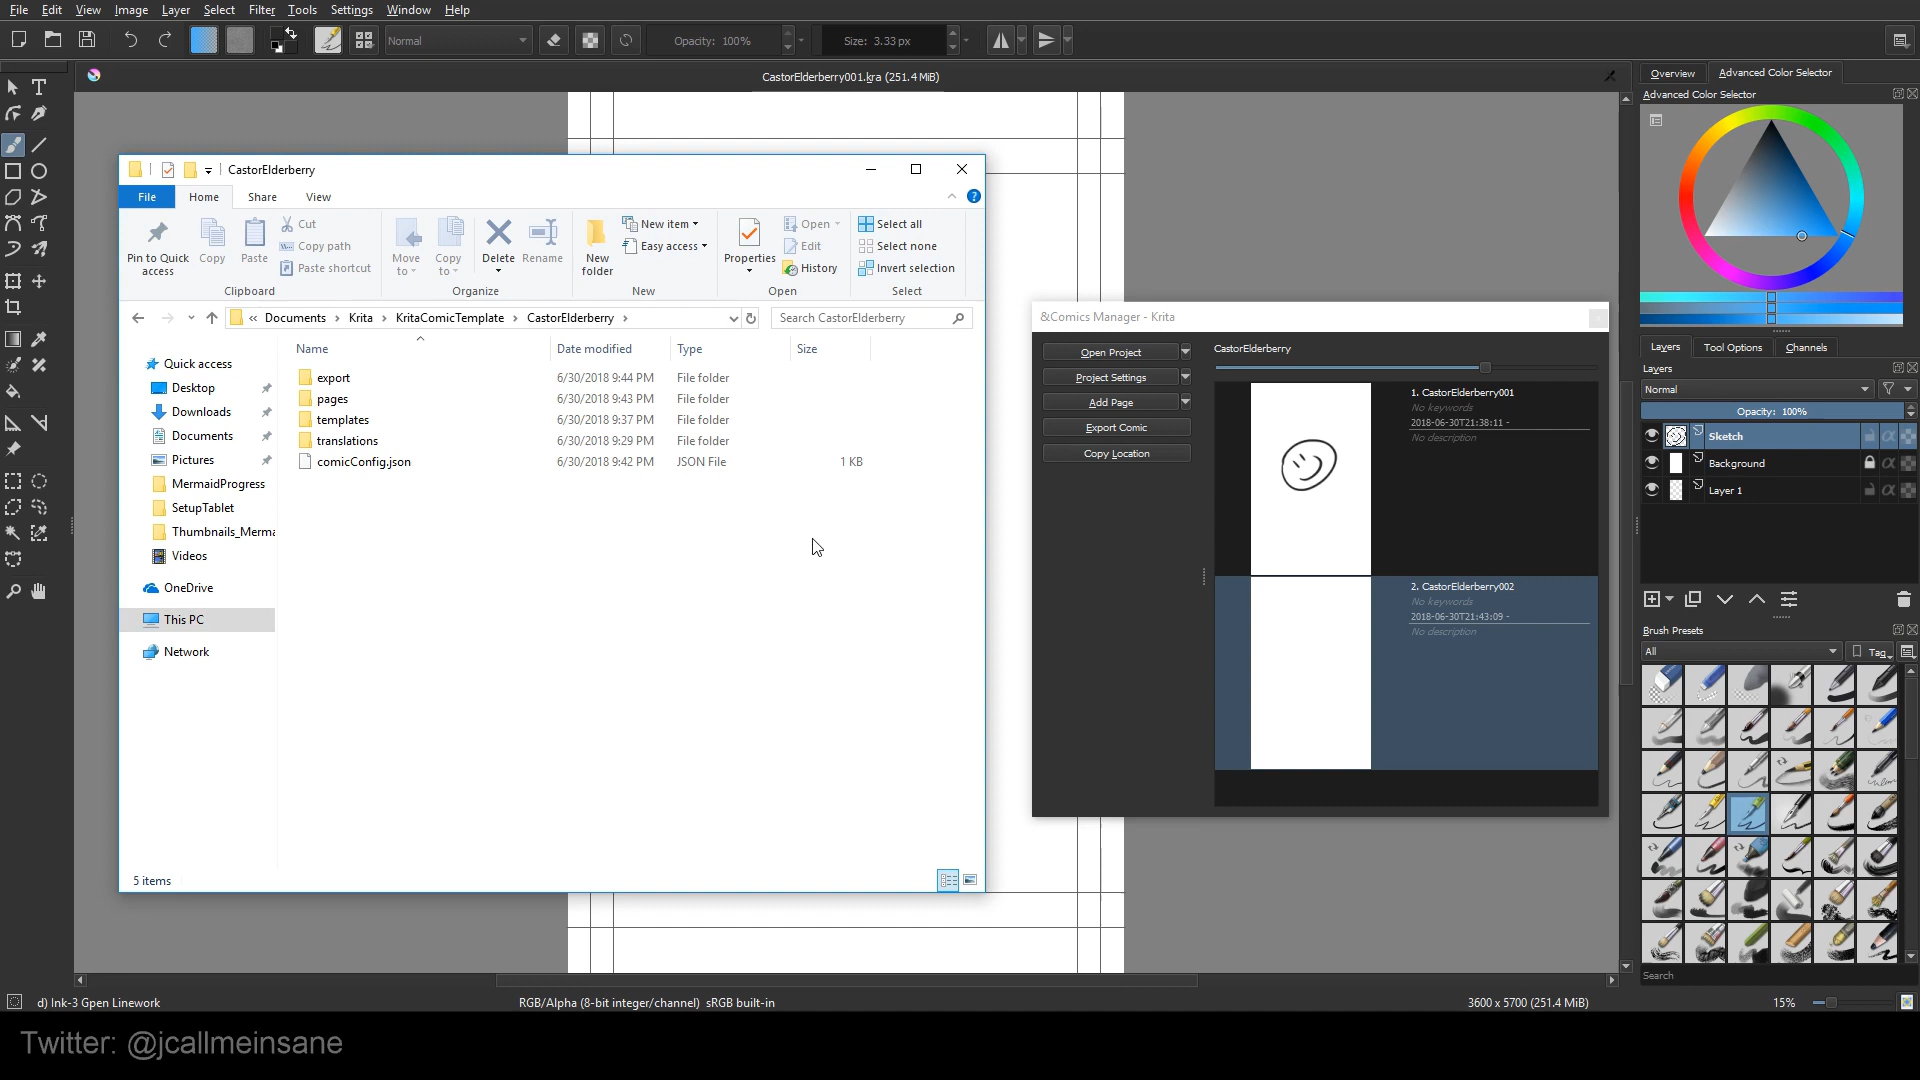 File Edit View Image Layer Select Filter Tools Settings Window Help
Normal Opacity: 100% Size: 3.33 px
CastorElderberry001.kra (251.4 MiB)
Overview Advanced Color Selector
Advanced Color Selector
CastorElderberry
File Home Share View
Pin to Quick access
Copy
Paste
Cut
Copy path
Paste shortcut
Clipboard
Move to
Copy to
Delete
Rename
Organize
New folder
New item
Easy access
New
Properties
Open
Edit
History
Open
Select all
Select none
Invert selection
Select
« Documents › Krita › KritaComicTemplate › CastorElderberry ›
Search CastorElderberry
Name Date modified Type Size
export 6/30/2018 9:44 PM File folder
pages 6/30/2018 9:43 PM File folder
templates 6/30/2018 9:37 PM File folder
translations 6/30/2018 9:29 PM File folder
comicConfig.json 6/30/2018 9:42 PM JSON File 1 KB
Quick access
Desktop
Downloads
Documents
Pictures
MermaidProgress
SetupTablet
Thumbnails_Merma
Videos
OneDrive
This PC
Network
5 items
&Comics Manager - Krita
Open Project
Project Settings
Add Page
Export Comic
Copy Location
CastorElderberry
1. CastorElderberry001
No keywords
2018-06-30T21:38:11 -
No description
2. CastorElderberry002
No keywords
2018-06-30T21:43:09 -
No description
Layers Tool Options Channels
Layers
Normal
Opacity: 100%
Sketch
Background
Layer 1
Brush Presets
All Tag
Search
d) Ink-3 Gpen Linework
RGB/Alpha (8-bit integer/channel) sRGB built-in
3600 x 5700 (251.4 MiB)
15%
Twitter: @jcallmeinsane